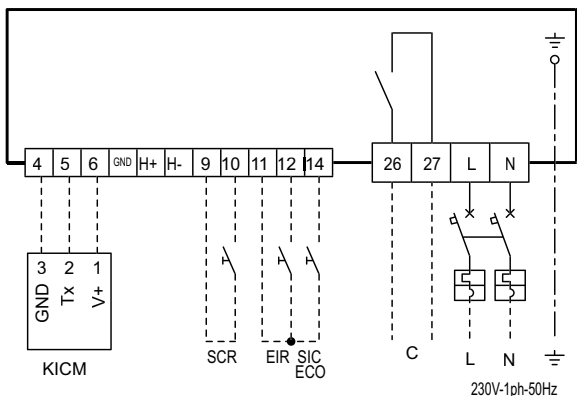 4 5 6 GND H+ H- 9 10 11 12 14 26 27 L N
3 2 1
GND Tx V+
KICM
SCR EIR SIC
ECO
C L N
230V-1ph-50Hz